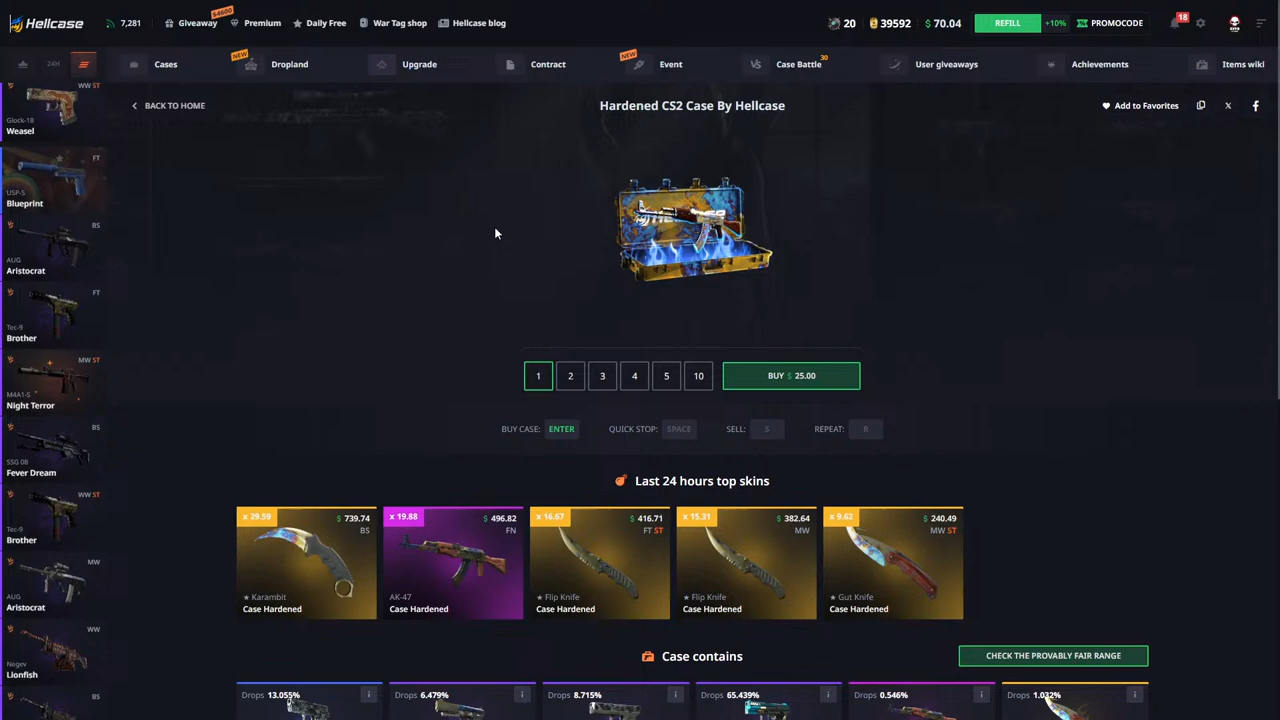 Hellcase
7,281
Giveaway
$4600
Premium
Daily Free
War Tag shop
Hellcase blog
20
39592
$ 70.04
REFILL
+10%
PROMOCODE
18
24H
Cases
NEW
Dropland
Upgrade
Contract
NEW
Event
VS
Case Battle
30
User giveaways
Achievements
Items wiki
BACK TO HOME
Hardened CS2 Case By Hellcase
Add to Favorites
WW ST
Glock-18
Weasel
FT
USP-S
Blueprint
BS
AUG
Aristocrat
FT
Tec-9
Brother
MW ST
M4A1-S
Night Terror
BS
SSG 08
Fever Dream
WW ST
Tec-9
Brother
MW
AUG
Aristocrat
WW
Negev
Lionfish
BS
1
2
3
4
5
10
BUY $ 25.00
BUY CASE: ENTER
QUICK STOP: SPACE
SELL: S
REPEAT: R
Last 24 hours top skins
x 29.59
$ 739.74
BS
★ Karambit
Case Hardened
x 19.88
$ 496.82
FN
AK-47
Case Hardened
x 16.67
$ 416.71
FT ST
★ Flip Knife
Case Hardened
x 15.31
$ 382.64
MW
★ Flip Knife
Case Hardened
x 9.62
$ 240.49
MW ST
★ Gut Knife
Case Hardened
Case contains
CHECK THE PROVABLY FAIR RANGE
Drops 13.055%
Drops 6.479%
Drops 8.715%
Drops 65.439%
Drops 0.546%
Drops 1.032%